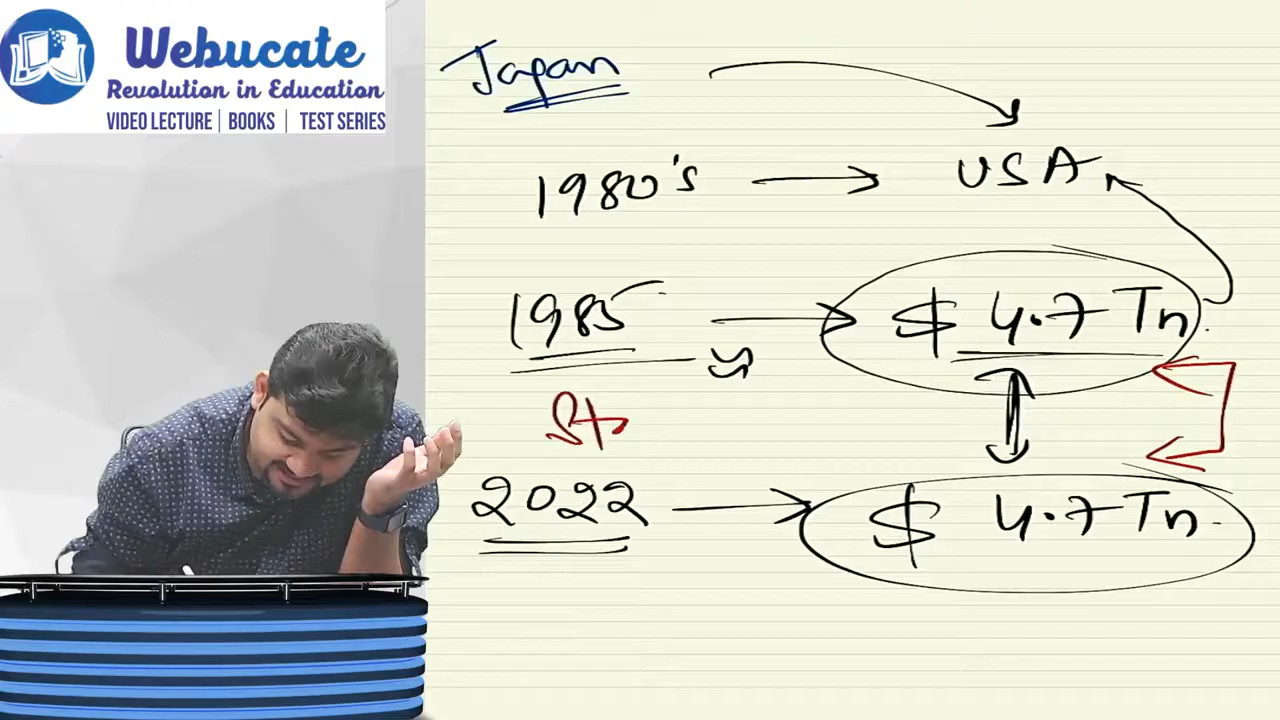 Webucate
Revolution in Education
VIDEO LECTURE | BOOKS | TEST SERIES
Japan
1980's → USA
1985 → $ 4.7 Tn
St
2022 → $ 4.7 Tn